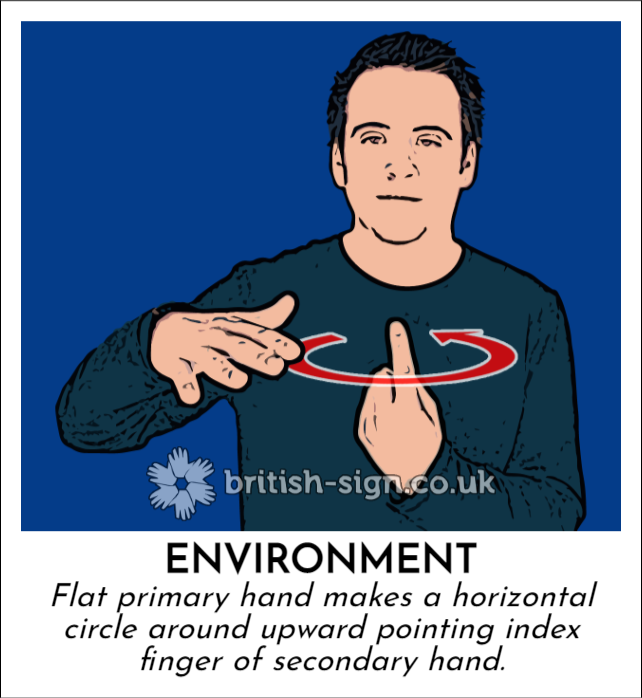 british-sign.co.uk
ENVIRONMENT
Flat primary hand makes a horizontal
circle around upward pointing index
finger of secondary hand.